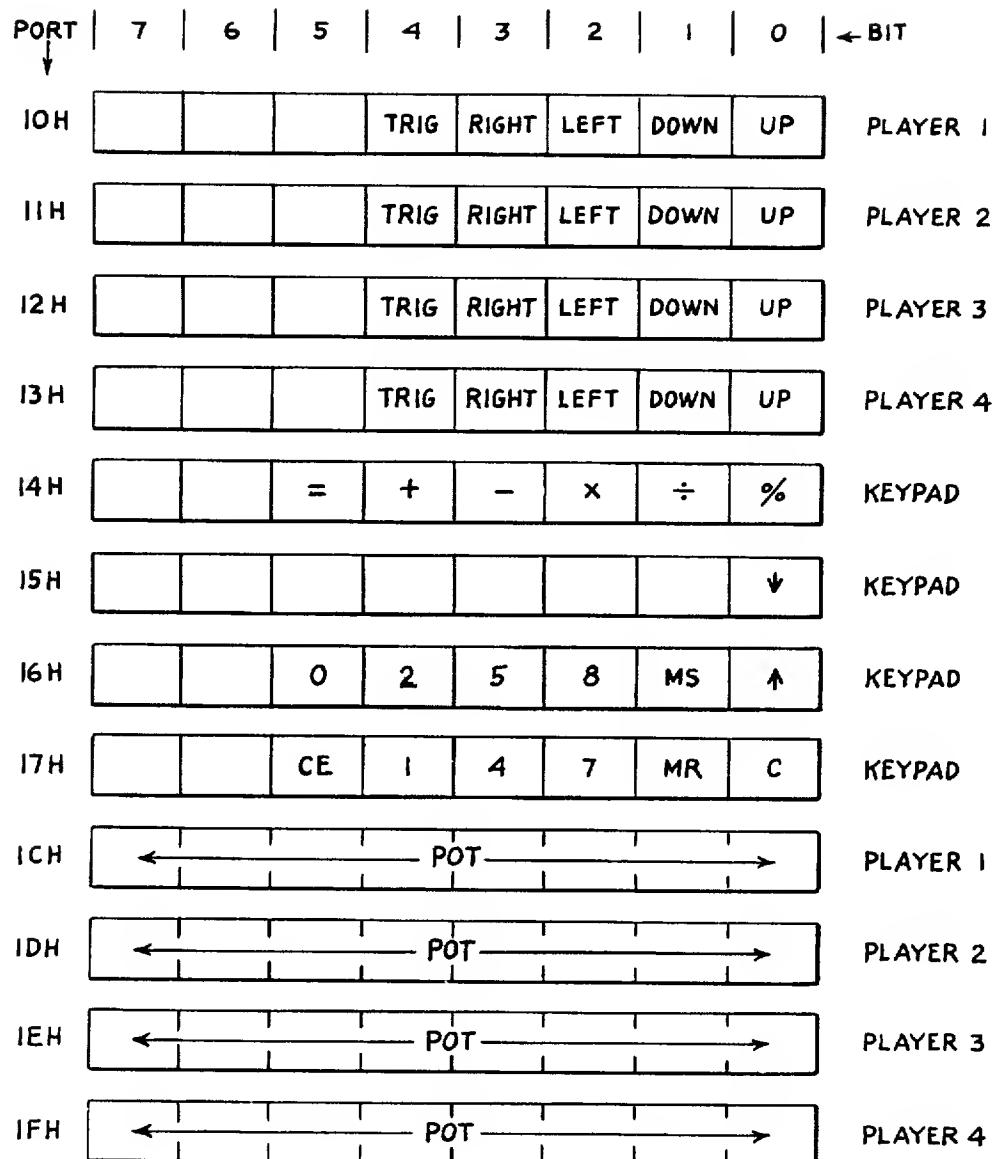 PORT 7 6 5 4 3 2 1 0 ← BIT
↓
10H TRIG RIGHT LEFT DOWN UP PLAYER 1
11H TRIG RIGHT LEFT DOWN UP PLAYER 2
12H TRIG RIGHT LEFT DOWN UP PLAYER 3
13H TRIG RIGHT LEFT DOWN UP PLAYER 4
14H = + − × ÷ % KEYPAD
15H ↓ KEYPAD
16H 0 2 5 8 MS ↑ KEYPAD
17H CE 1 4 7 MR C KEYPAD
1CH POT PLAYER 1
1DH POT PLAYER 2
1EH POT PLAYER 3
1FH POT PLAYER 4